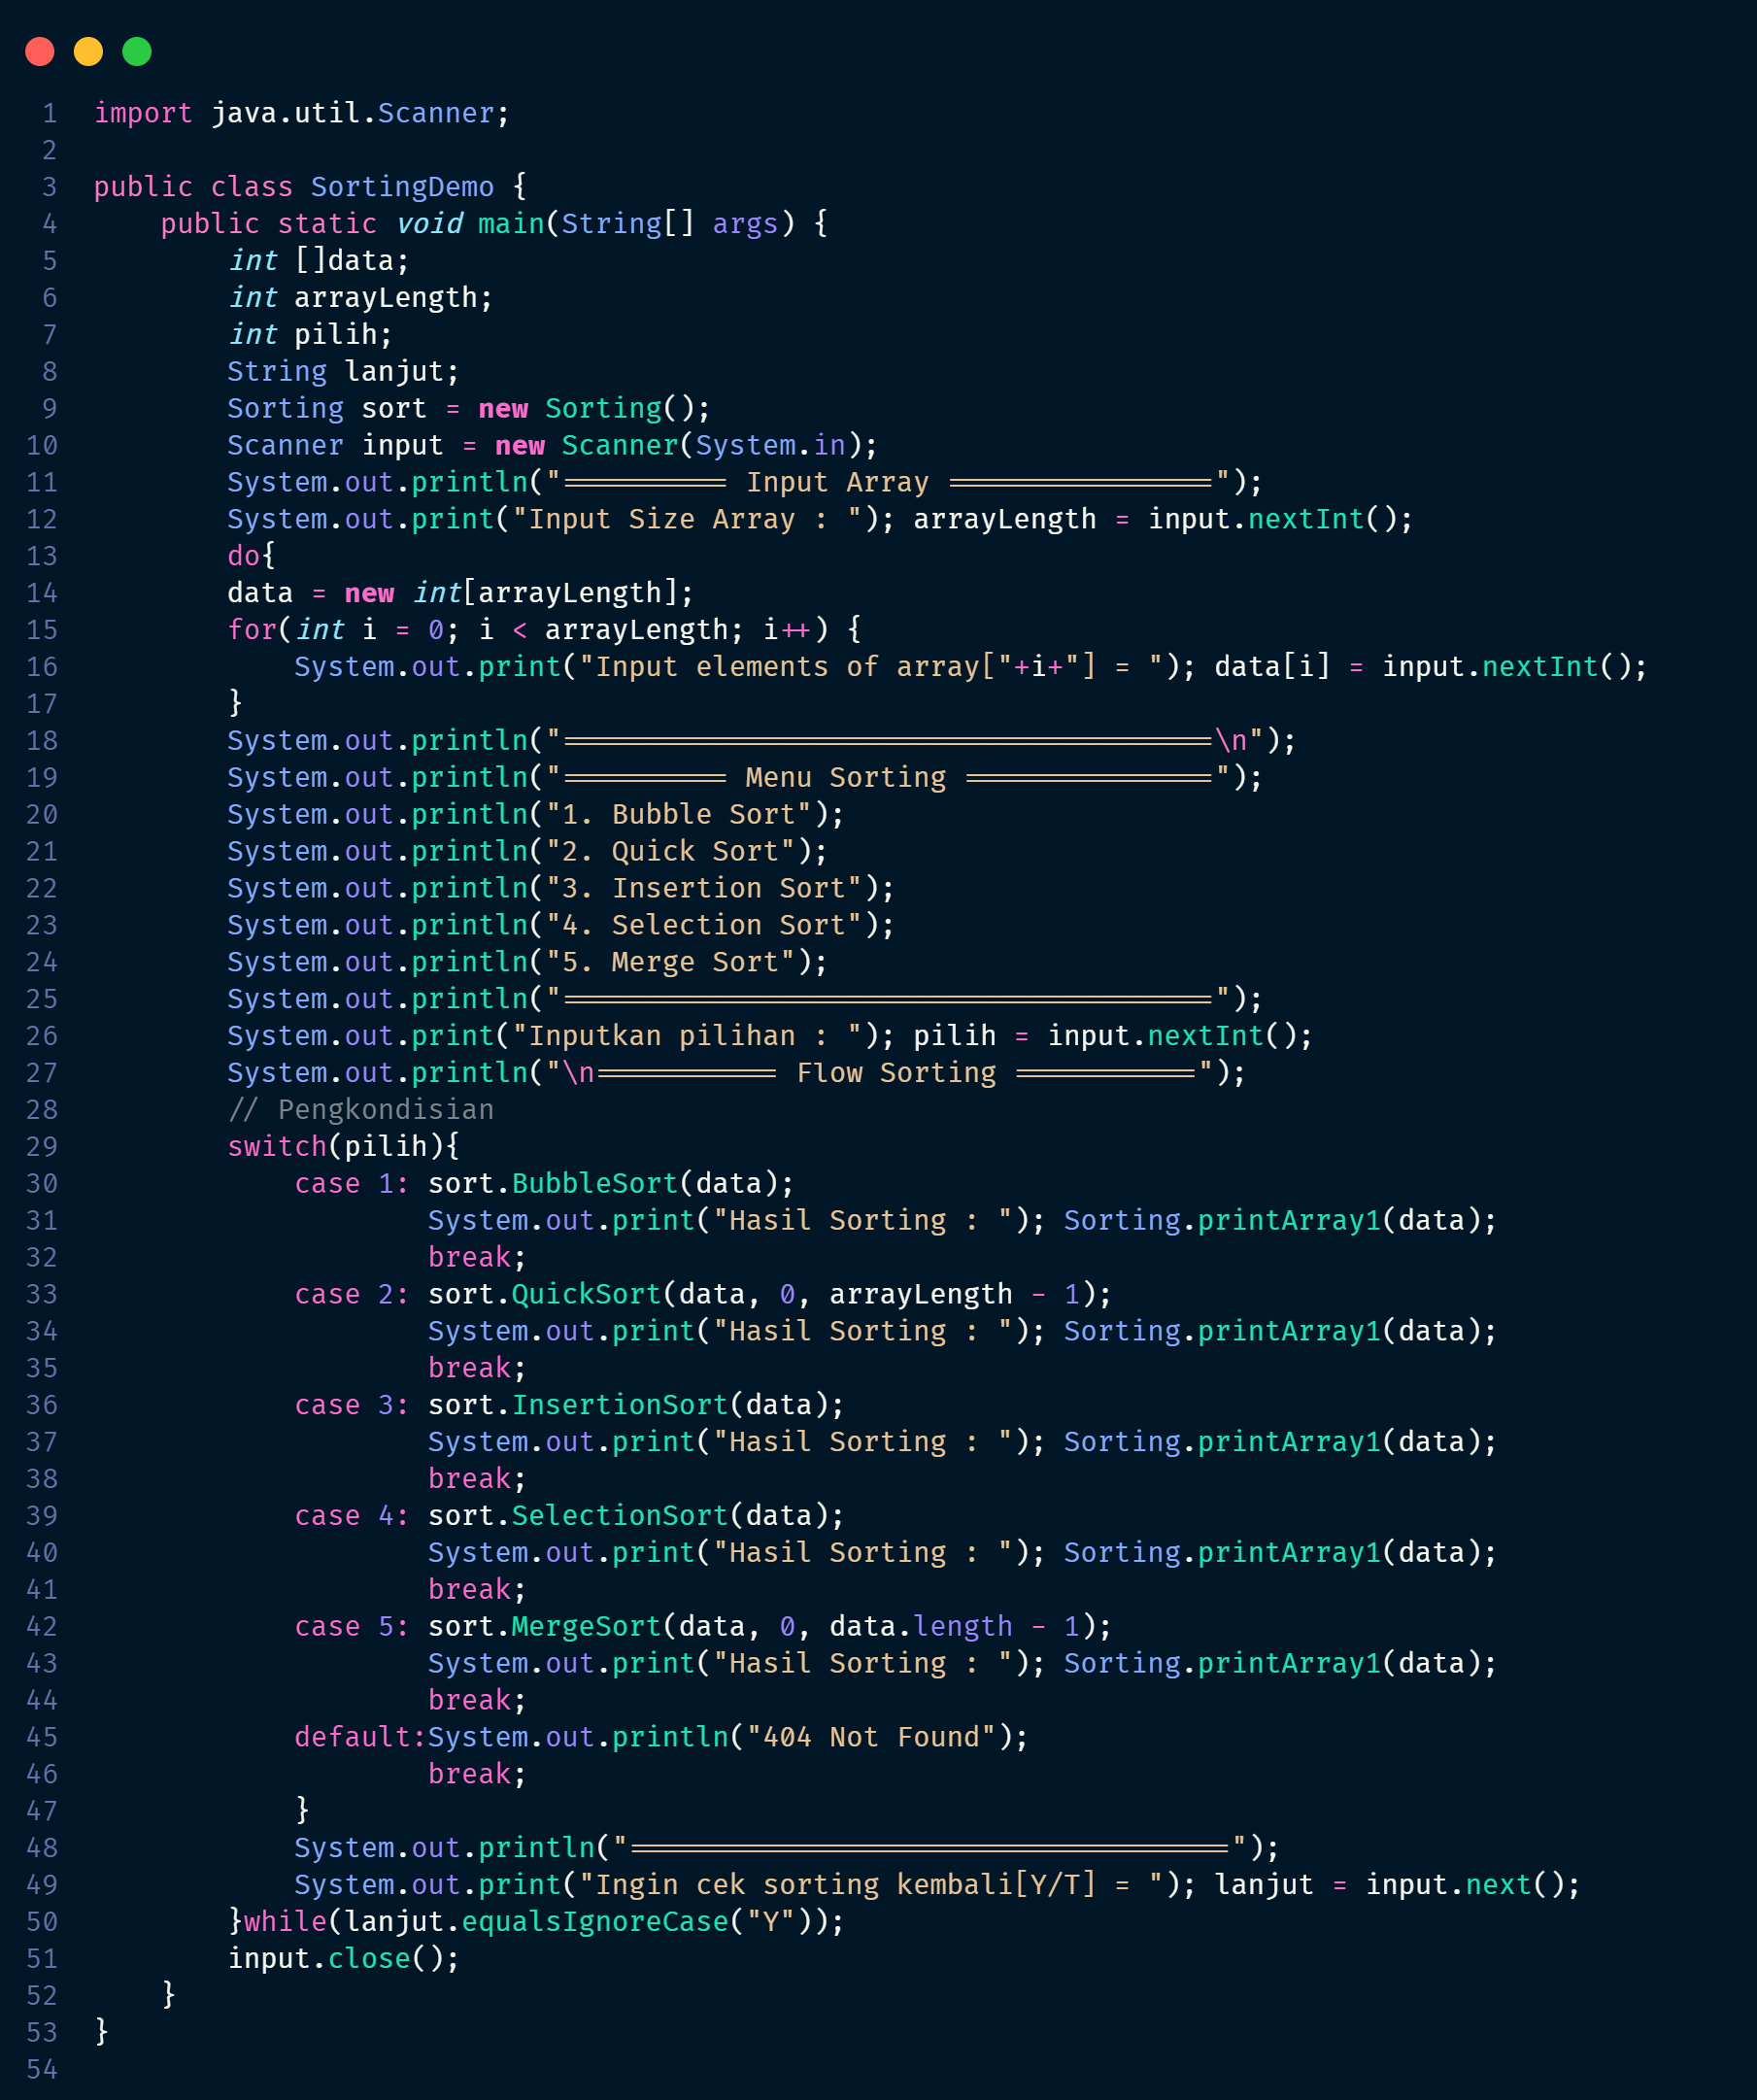 1 import java.util.Scanner;
2
3 public class SortingDemo {
4     public static void main(String[] args) {
5         int []data;
6         int arrayLength;
7         int pilih;
8         String lanjut;
9         Sorting sort = new Sorting();
10         Scanner input = new Scanner(System.in);
11         System.out.println("========== Input Array ================");
12         System.out.print("Input Size Array : "); arrayLength = input.nextInt();
13         do{
14         data = new int[arrayLength];
15         for(int i = 0; i < arrayLength; i++) {
16             System.out.print("Input elements of array["+i+"] = "); data[i] = input.nextInt();
17         }
18         System.out.println("=======================================\n");
19         System.out.println("========== Menu Sorting ===============");
20         System.out.println("1. Bubble Sort");
21         System.out.println("2. Quick Sort");
22         System.out.println("3. Insertion Sort");
23         System.out.println("4. Selection Sort");
24         System.out.println("5. Merge Sort");
25         System.out.println("=======================================");
26         System.out.print("Inputkan pilihan : "); pilih = input.nextInt();
27         System.out.println("\n=========== Flow Sorting ===========");
28         // Pengkondisian
29         switch(pilih){
30             case 1: sort.BubbleSort(data);
31                     System.out.print("Hasil Sorting : "); Sorting.printArray1(data);
32                     break;
33             case 2: sort.QuickSort(data, 0, arrayLength - 1);
34                     System.out.print("Hasil Sorting : "); Sorting.printArray1(data);
35                     break;
36             case 3: sort.InsertionSort(data);
37                     System.out.print("Hasil Sorting : "); Sorting.printArray1(data);
38                     break;
39             case 4: sort.SelectionSort(data);
40                     System.out.print("Hasil Sorting : "); Sorting.printArray1(data);
41                     break;
42             case 5: sort.MergeSort(data, 0, data.length - 1);
43                     System.out.print("Hasil Sorting : "); Sorting.printArray1(data);
44                     break;
45             default:System.out.println("404 Not Found");
46                     break;
47             }
48             System.out.println("====================================");
49             System.out.print("Ingin cek sorting kembali[Y/T] = "); lanjut = input.next();
50         }while(lanjut.equalsIgnoreCase("Y"));
51         input.close();
52     }
53 }
54